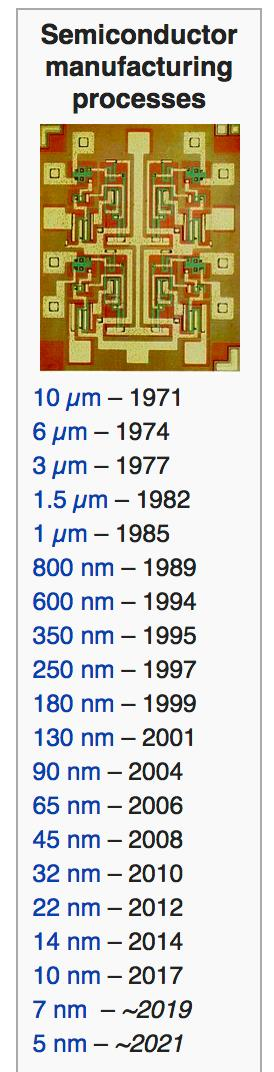 Semiconductor
manufacturing
processes
10 µm – 1971
6 µm – 1974
3 µm – 1977
1.5 µm – 1982
1 µm – 1985
800 nm – 1989
600 nm – 1994
350 nm – 1995
250 nm – 1997
180 nm – 1999
130 nm – 2001
90 nm – 2004
65 nm – 2006
45 nm – 2008
32 nm – 2010
22 nm – 2012
14 nm – 2014
10 nm – 2017
7 nm – ~2019
5 nm – ~2021